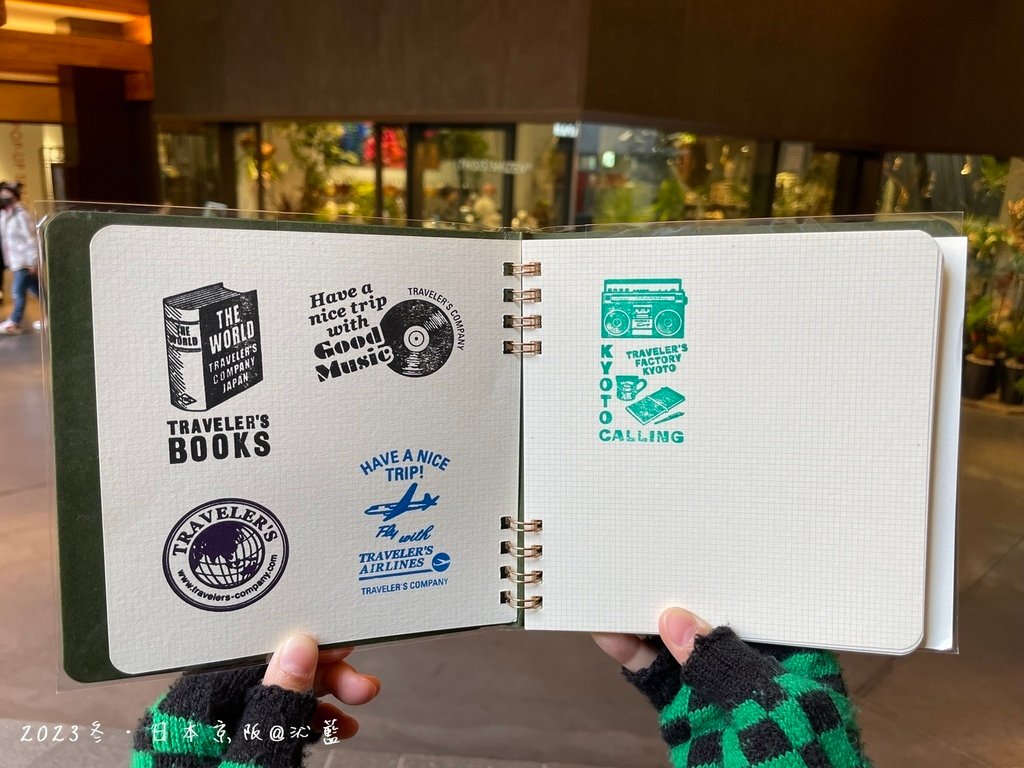 THE
WORLD
THE
WORLD
TRAVELER'S
COMPANY
JAPAN
TRAVELER'S
BOOKS
Have a
nice trip
with
Good
Music
TRAVELER'S COMPANY
TRAVELER'S
www.travelers-company.com
HAVE A NICE
TRIP!
Fly with
TRAVELER'S
AIRLINES
TRAVELER'S COMPANY
KYOTO
TRAVELER'S
FACTORY
KYOTO
CALLING
2023冬·日本京阪@沁藍